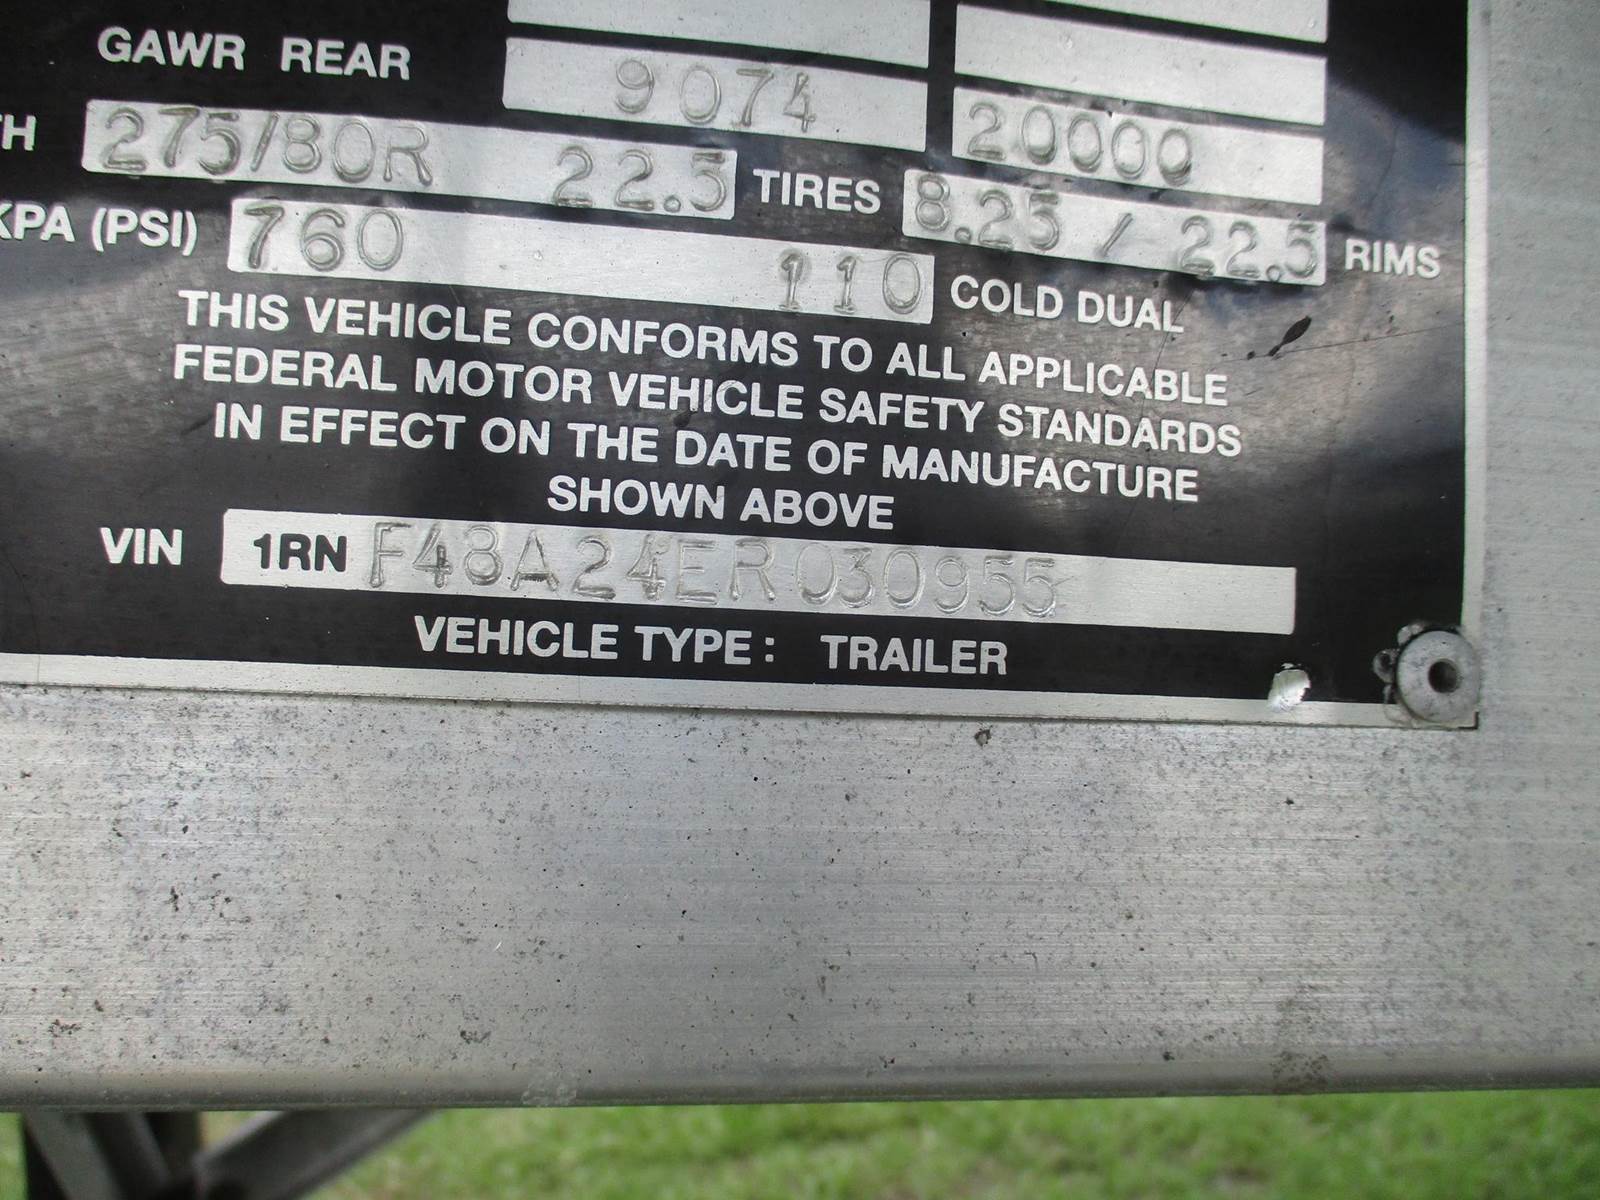 GAWR REAR 9074 20000
TH 275/80R 22.5 TIRES 8.25 / 22.5 RIMS
KPA (PSI) 760 110 COLD DUAL
THIS VEHICLE CONFORMS TO ALL APPLICABLE
FEDERAL MOTOR VEHICLE SAFETY STANDARDS
IN EFFECT ON THE DATE OF MANUFACTURE
SHOWN ABOVE
VIN 1RN F48A24ER030955
VEHICLE TYPE: TRAILER